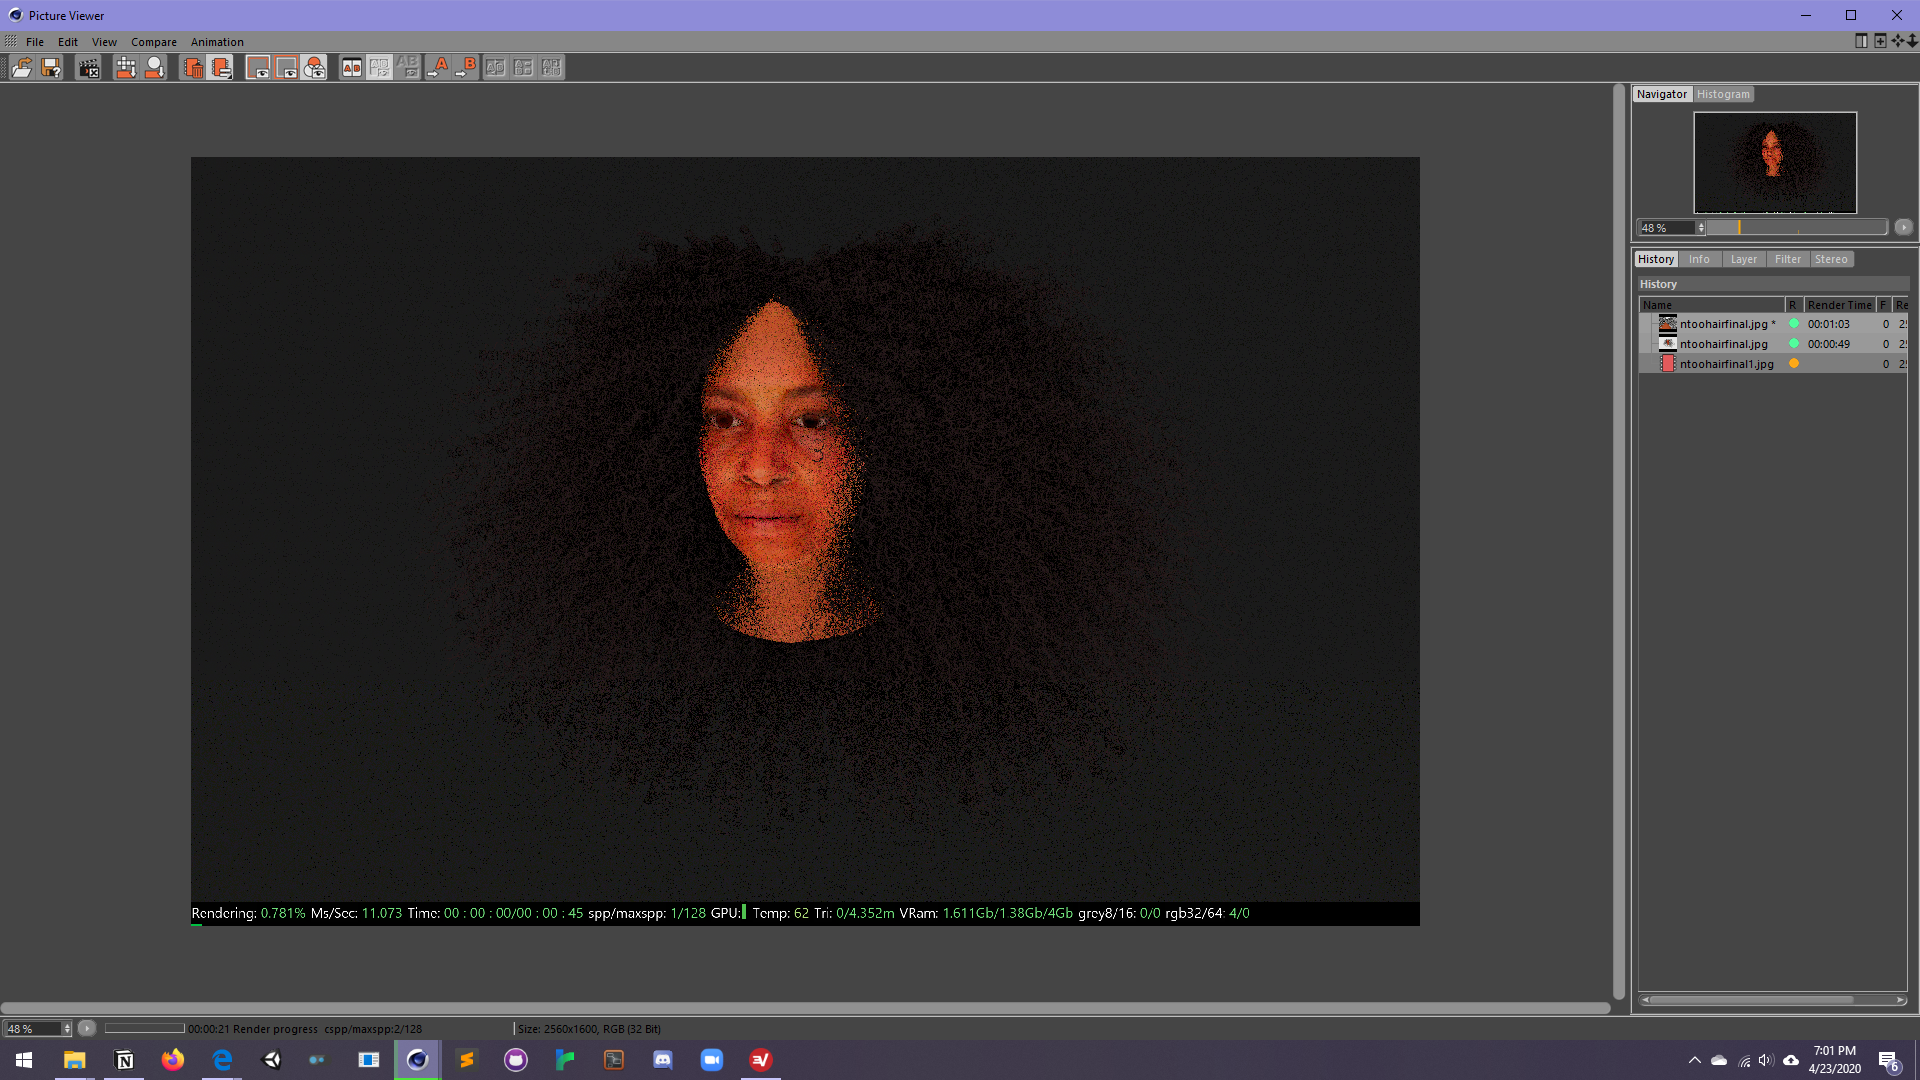 Picture Viewer
File Edit View Compare Animation
Navigator Histogram
48 %
History Info Layer Filter Stereo
History
Name R Render Time F Re
ntoohairfinal.jpg * 00:01:03 0 25
ntoohairfinal.jpg 00:00:49 0 25
ntoohairfinal1.jpg 0 25
Rendering: 0.781% Ms/Sec: 11.073 Time: 00 : 00 : 00/00 : 00 : 45 spp/maxspp: 1/128 GPU: Temp: 62 Tri: 0/4.352m VRam: 1.611Gb/1.38Gb/4Gb grey8/16: 0/0 rgb32/64: 4/0
48 % 00:00:21 Render progress cspp/maxspp:2/128 Size: 2560x1600, RGB (32 Bit)
7:01 PM
4/23/2020
6